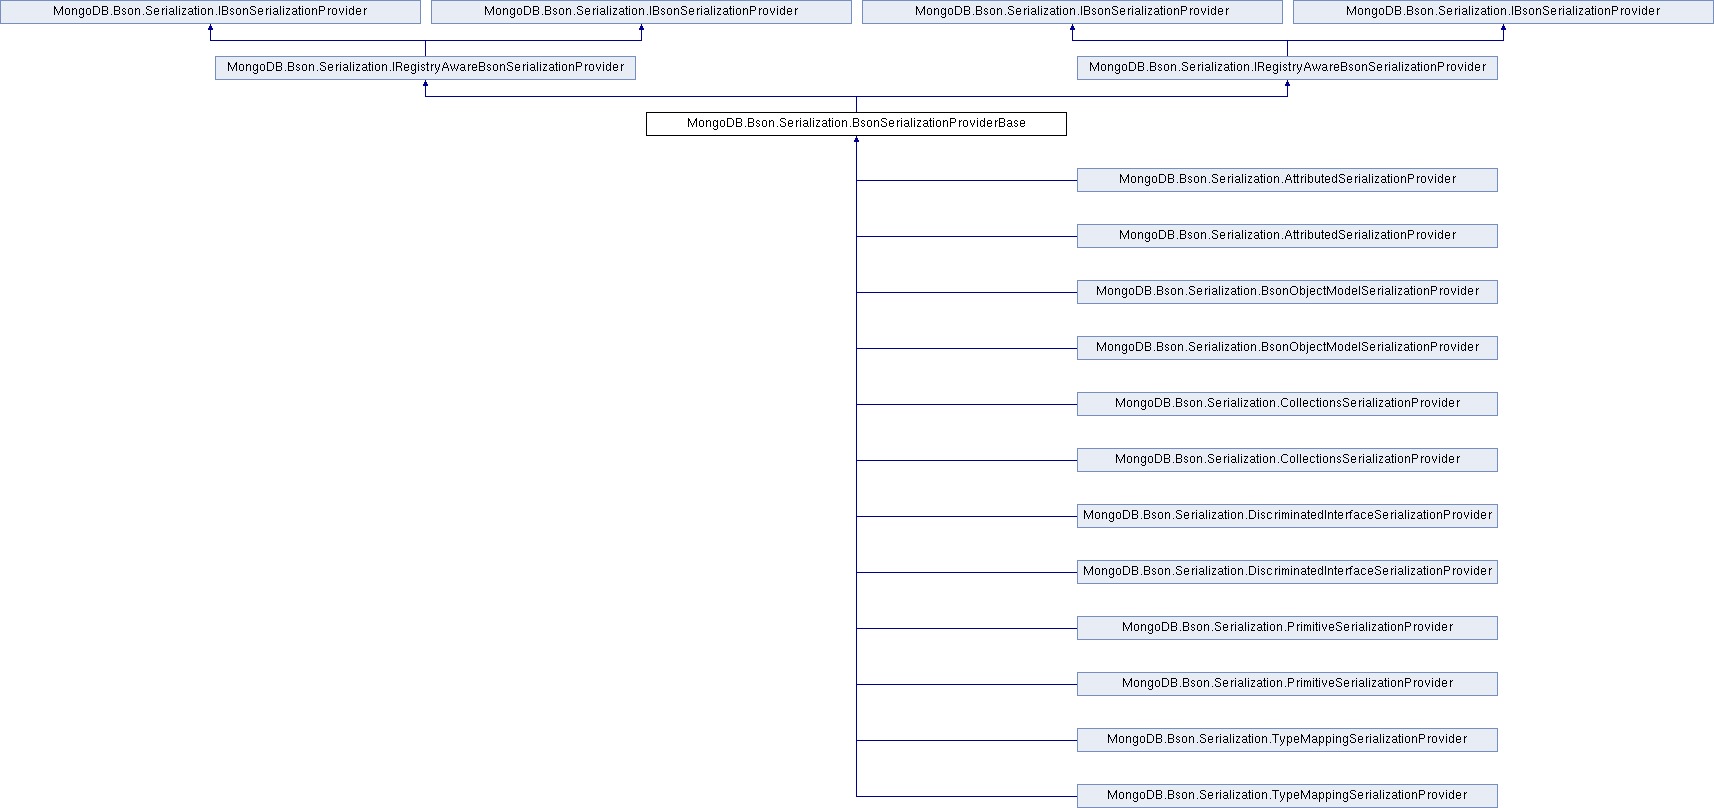 MongoDB.Bson.Serialization.IBsonSerializationProvider
MongoDB.Bson.Serialization.IBsonSerializationProvider
MongoDB.Bson.Serialization.IBsonSerializationProvider
MongoDB.Bson.Serialization.IBsonSerializationProvider
MongoDB.Bson.Serialization.IRegistryAwareBsonSerializationProvider
MongoDB.Bson.Serialization.IRegistryAwareBsonSerializationProvider
MongoDB.Bson.Serialization.BsonSerializationProviderBase
MongoDB.Bson.Serialization.AttributedSerializationProvider
MongoDB.Bson.Serialization.AttributedSerializationProvider
MongoDB.Bson.Serialization.BsonObjectModelSerializationProvider
MongoDB.Bson.Serialization.BsonObjectModelSerializationProvider
MongoDB.Bson.Serialization.CollectionsSerializationProvider
MongoDB.Bson.Serialization.CollectionsSerializationProvider
MongoDB.Bson.Serialization.DiscriminatedInterfaceSerializationProvider
MongoDB.Bson.Serialization.DiscriminatedInterfaceSerializationProvider
MongoDB.Bson.Serialization.PrimitiveSerializationProvider
MongoDB.Bson.Serialization.PrimitiveSerializationProvider
MongoDB.Bson.Serialization.TypeMappingSerializationProvider
MongoDB.Bson.Serialization.TypeMappingSerializationProvider